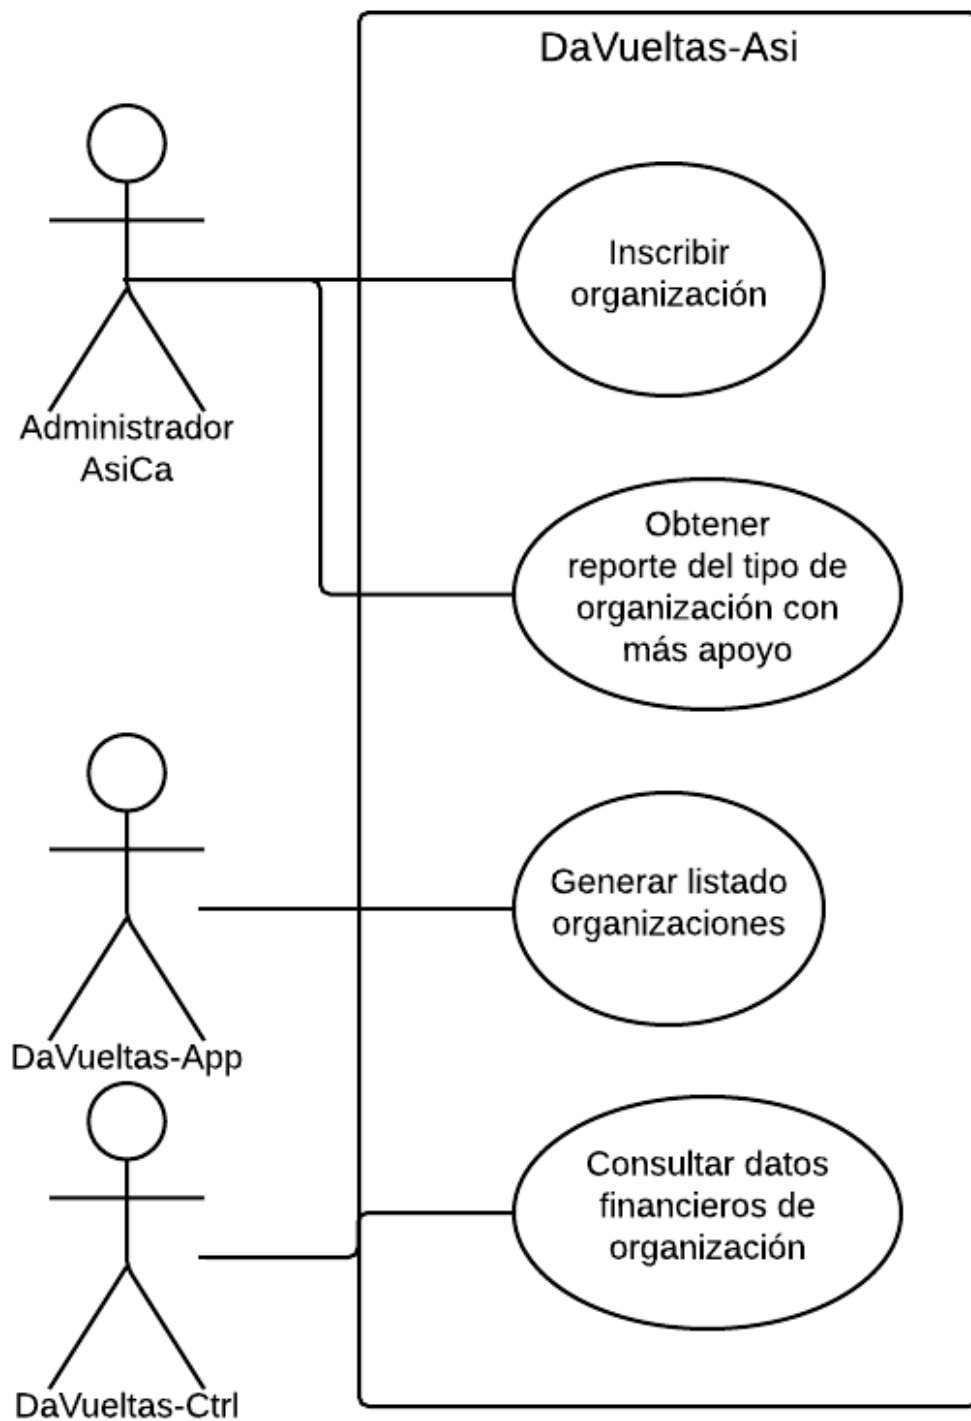 DaVueltas-Asi
Inscribir
organización
Administrador
AsiCa
Obtener
reporte del tipo de
organización con
más apoyo
Generar listado
organizaciones
DaVueltas-App
Consultar datos
financieros de
organización
DaVueltas-Ctrl